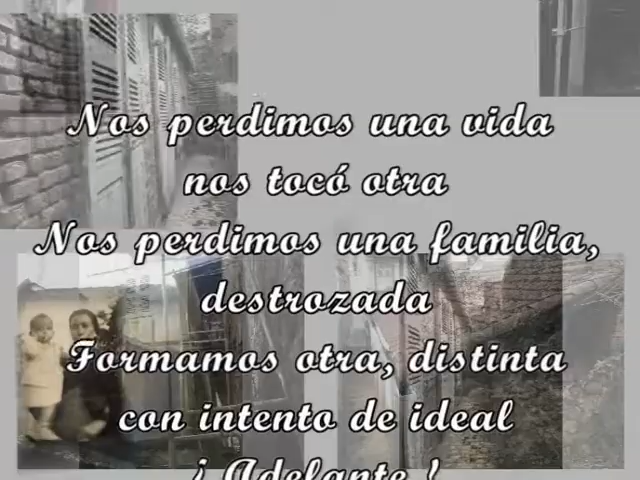 Nos perdimos una vida
nos tocó otra
Nos perdimos una familia,
destrozada
Formamos otra, distinta
con intento de ideal
¡ Adelante !